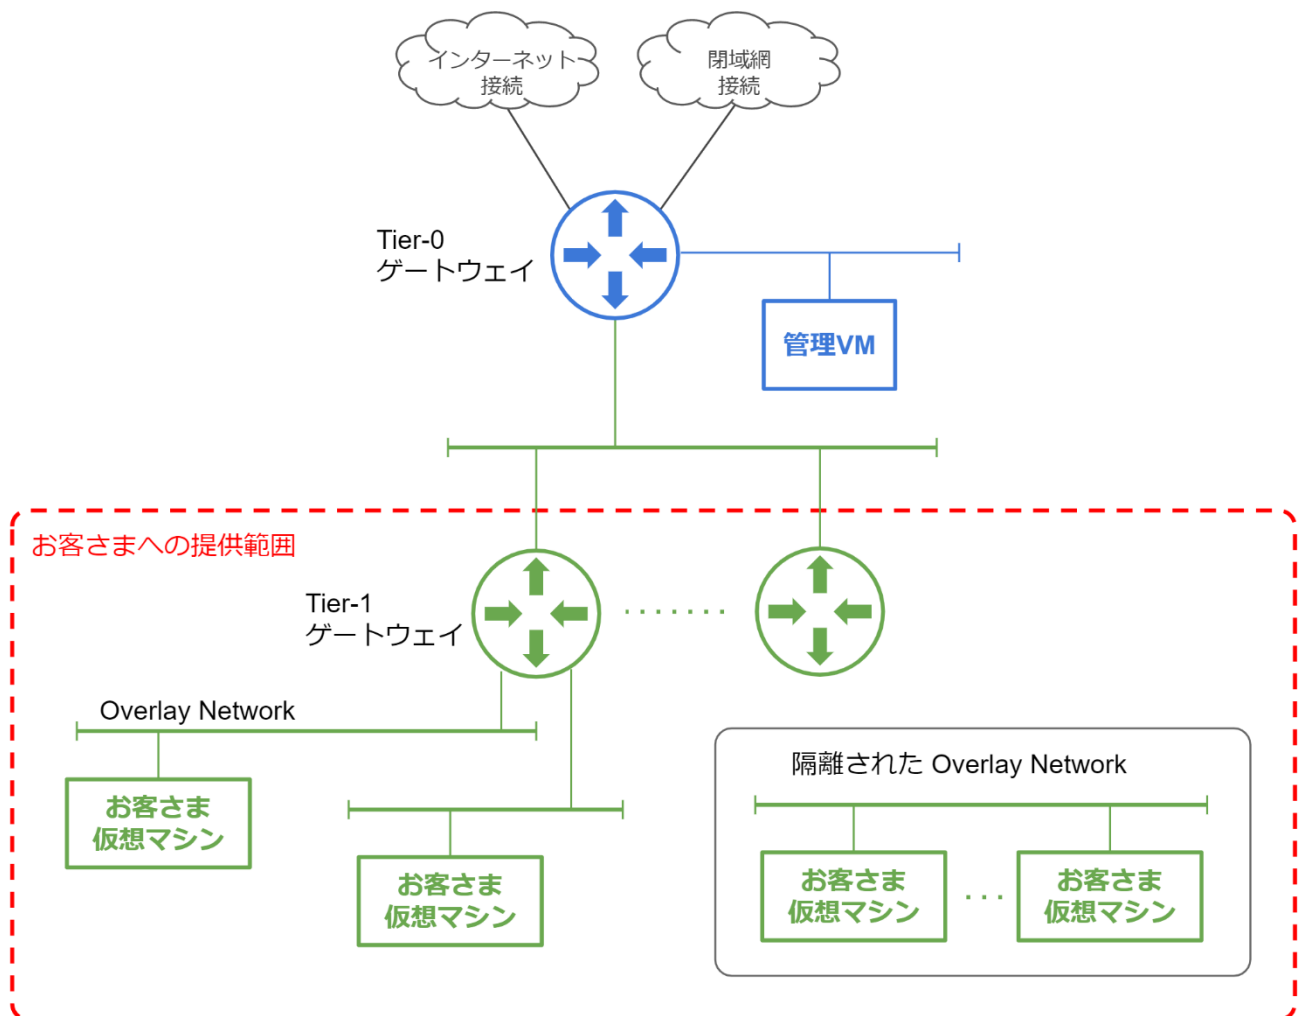 インターネット
接続
閉域網
接続
Tier-0
ゲートウェイ
管理VM
お客さまへの提供範囲
Tier-1
ゲートウェイ
Overlay Network
お客さま
仮想マシン
お客さま
仮想マシン
隔離された Overlay Network
お客さま
仮想マシン
お客さま
仮想マシン